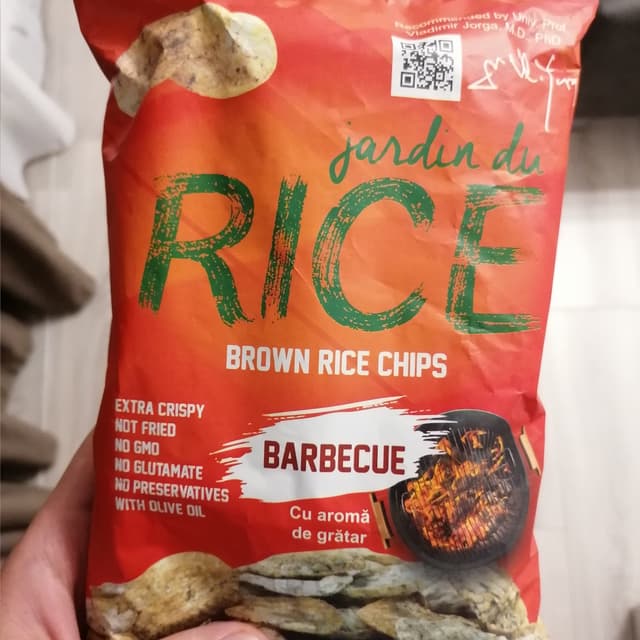 Recommended by Univ. Prof.
Vladimir Jorga, M.D., PhD.
jardin du
RICE
BROWN RICE CHIPS
EXTRA CRISPY
NOT FRIED
NO GMO
NO GLUTAMATE
NO PRESERVATIVES
WITH OLIVE OIL
BARBECUE
Cu aromă
de grătar